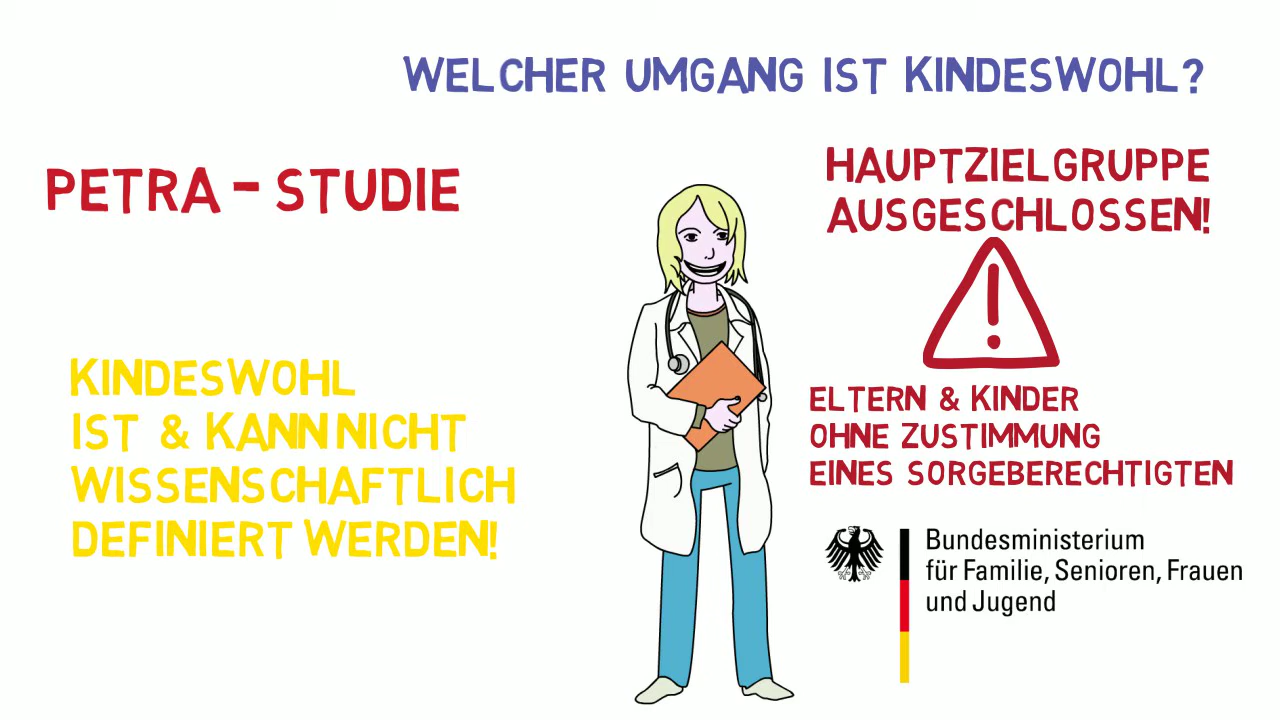 WELCHER UMGANG IST KINDESWOHL?
PETRA - STUDIE
HAUPTZIELGRUPPE
AUSGESCHLOSSEN!
KINDESWOHL
IST & KANN NICHT
WISSENSCHAFTLICH
DEFINIERT WERDEN!
ELTERN & KINDER
OHNE ZUSTIMMUNG
EINES SORGEBERECHTIGTEN
Bundesministerium
für Familie, Senioren, Frauen
und Jugend